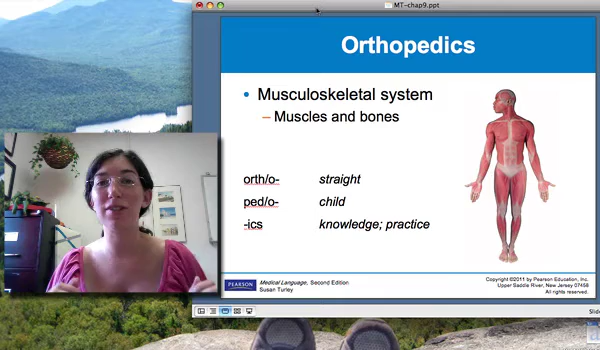 MT-chap9.ppt
Orthopedics
• Musculoskeletal system
– Muscles and bones
orth/o- straight
ped/o- child
-ics knowledge; practice
PEARSON
Medical Language, Second Edition
Susan Turley
Copyright ©2011 by Pearson Education, Inc.
Upper Saddle River, New Jersey 07458
All rights reserved.
Slid